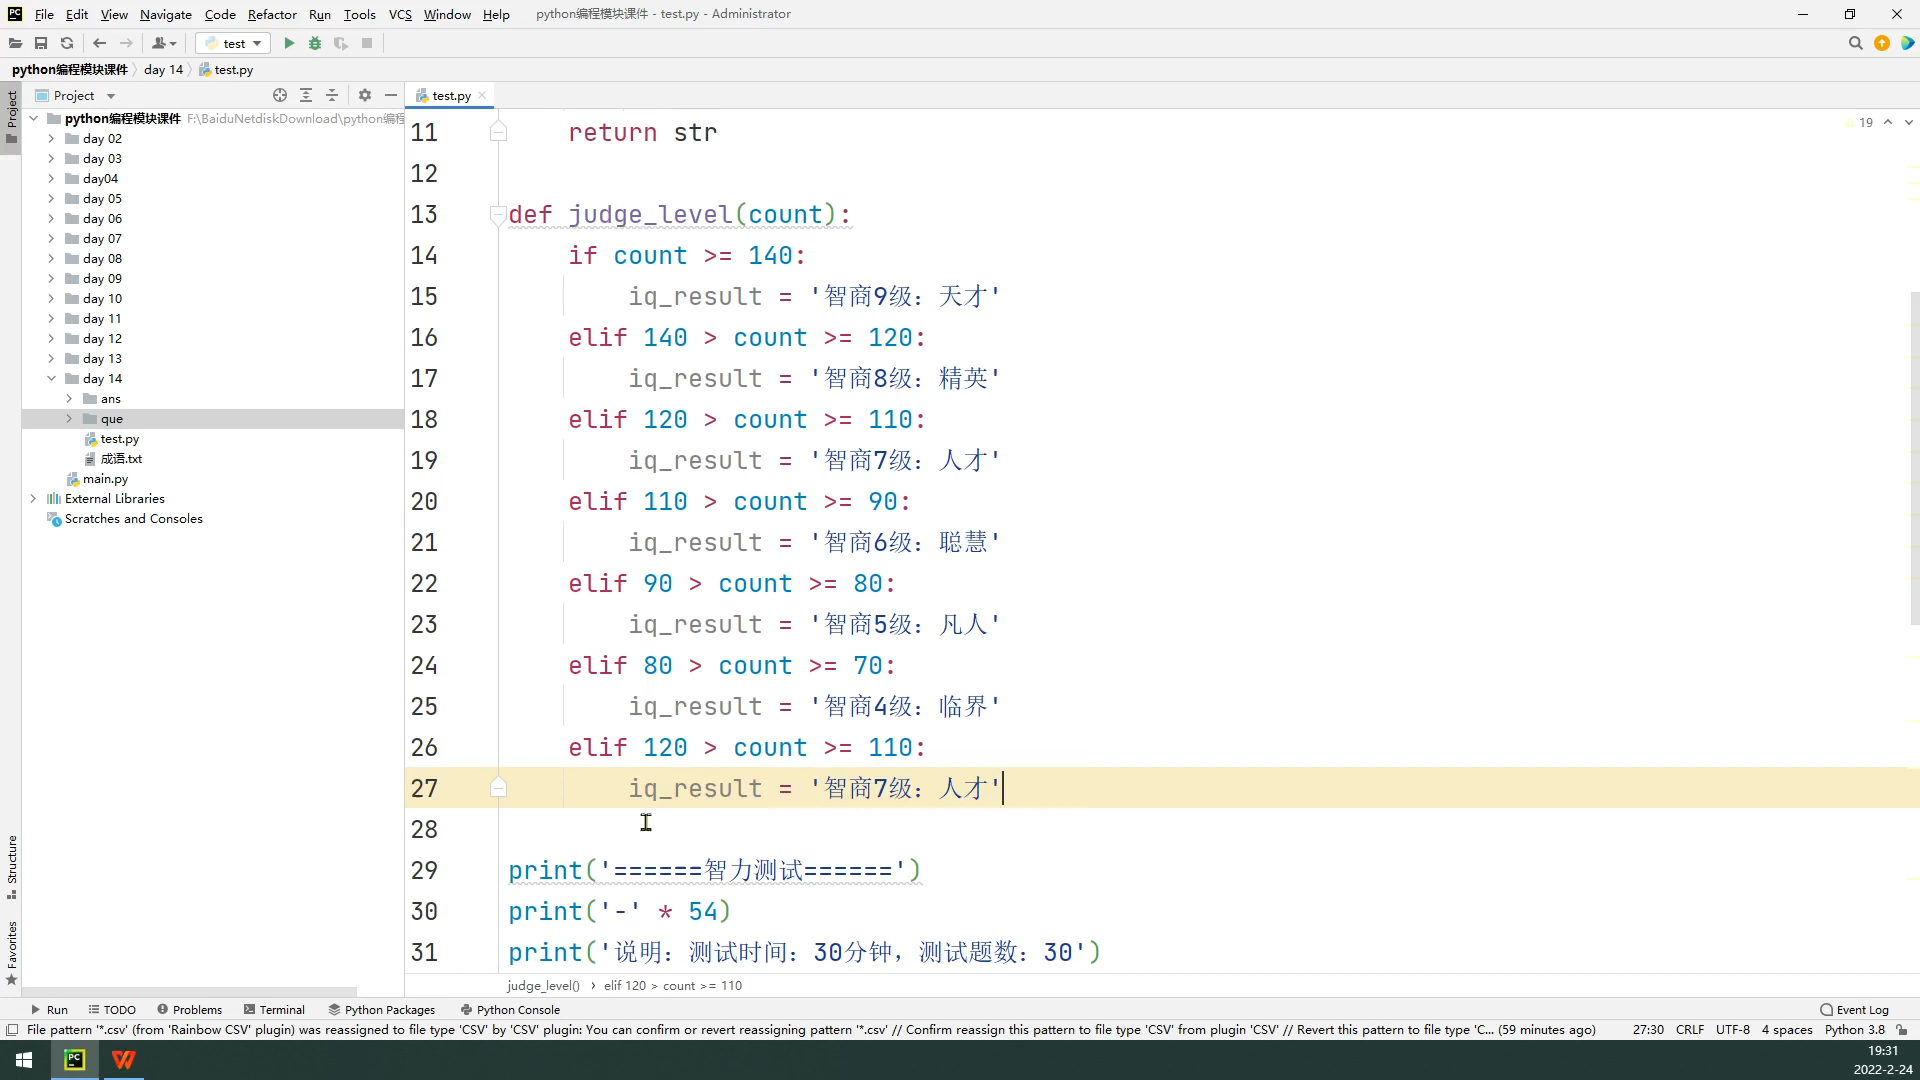 File Edit View Navigate Code Refactor Run Tools VCS Window Help python编程模块课件 - test.py - Administrator
test
python编程模块课件 day 14 test.py
Project
test.py
19
python编程模块课件 F:\BaiduNetdiskDownload\python编程
day 02
day 03
day04
day 05
day 06
day 07
day 08
day 09
day 10
day 11
day 12
day 13
day 14
ans
que
test.py
成语.txt
main.py
External Libraries
Scratches and Consoles
Project
Structure
Favorites
11 return str
12
13 def judge_level(count):
14 if count >= 140:
15 iq_result = '智商9级：天才'
16 elif 140 > count >= 120:
17 iq_result = '智商8级：精英'
18 elif 120 > count >= 110:
19 iq_result = '智商7级：人才'
20 elif 110 > count >= 90:
21 iq_result = '智商6级：聪慧'
22 elif 90 > count >= 80:
23 iq_result = '智商5级：凡人'
24 elif 80 > count >= 70:
25 iq_result = '智商4级：临界'
26 elif 120 > count >= 110:
27 iq_result = '智商7级：人才'
28
29 print('======智力测试======')
30 print('-' * 54)
31 print('说明：测试时间：30分钟，测试题数：30')
judge_level() elif 120 > count >= 110
Run TODO Problems Terminal Python Packages Python Console Event Log
File pattern '*.csv' (from 'Rainbow CSV' plugin) was reassigned to file type 'CSV' by 'CSV' plugin: You can confirm or revert reassigning pattern '*.csv' // Confirm reassign this pattern to file type 'CSV' from plugin 'CSV' // Revert this pattern to file type 'C... (59 minutes ago) 27:30 CRLF UTF-8 4 spaces Python 3.8
19:31
2022-2-24